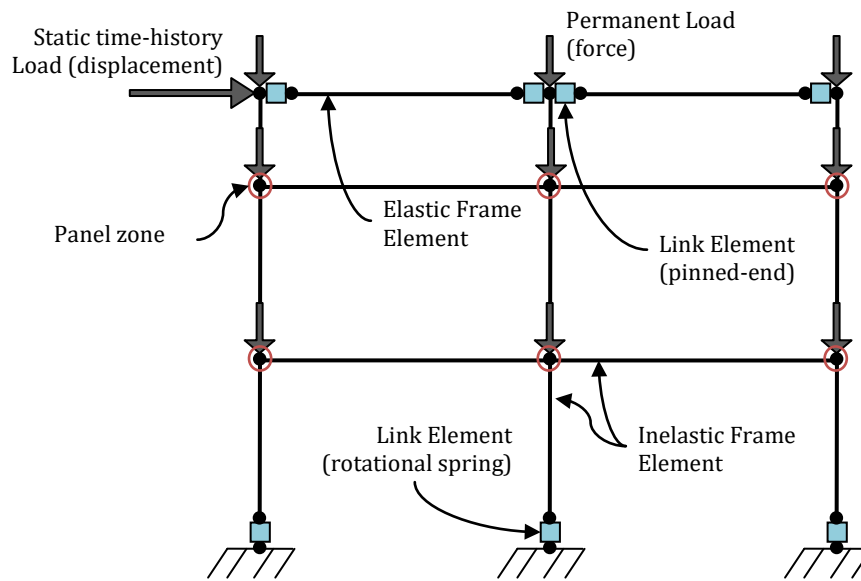 Static time-history
Load (displacement)
Permanent Load
(force)
Panel zone
Elastic Frame
Element
Link Element
(pinned-end)
Link Element
(rotational spring)
Inelastic Frame
Element